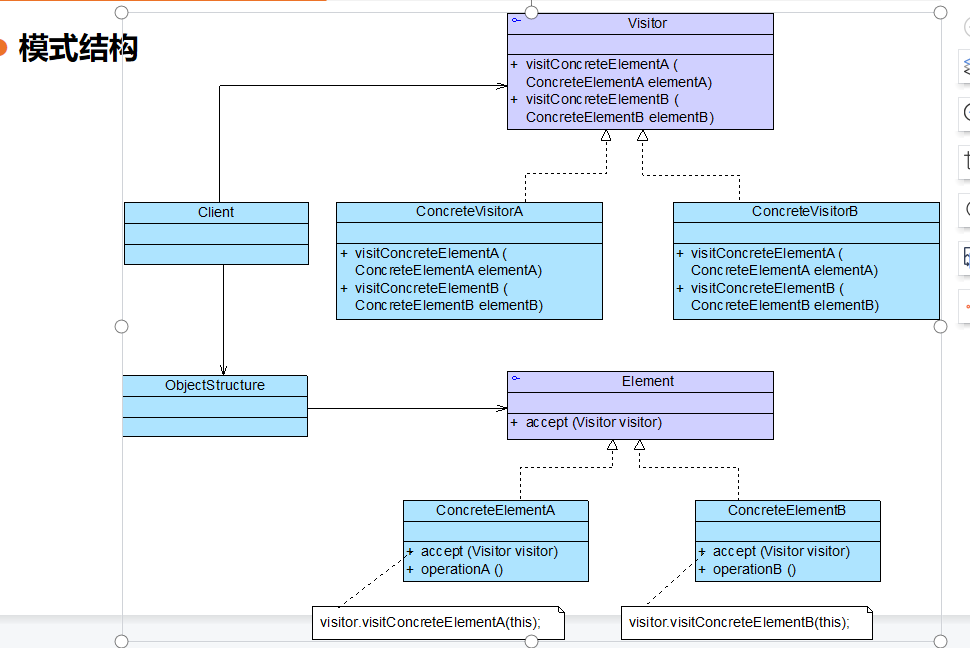 模式结构
Visitor
+ visitConcreteElementA (
ConcreteElementA elementA)
+ visitConcreteElementB (
ConcreteElementB elementB)
Client
ConcreteVisitorA
+ visitConcreteElementA (
ConcreteElementA elementA)
+ visitConcreteElementB (
ConcreteElementB elementB)
ConcreteVisitorB
+ visitConcreteElementA (
ConcreteElementA elementA)
+ visitConcreteElementB (
ConcreteElementB elementB)
ObjectStructure
Element
+ accept (Visitor visitor)
ConcreteElementA
+ accept (Visitor visitor)
+ operationA ()
ConcreteElementB
+ accept (Visitor visitor)
+ operationB ()
visitor.visitConcreteElementA(this);
visitor.visitConcreteElementB(this);